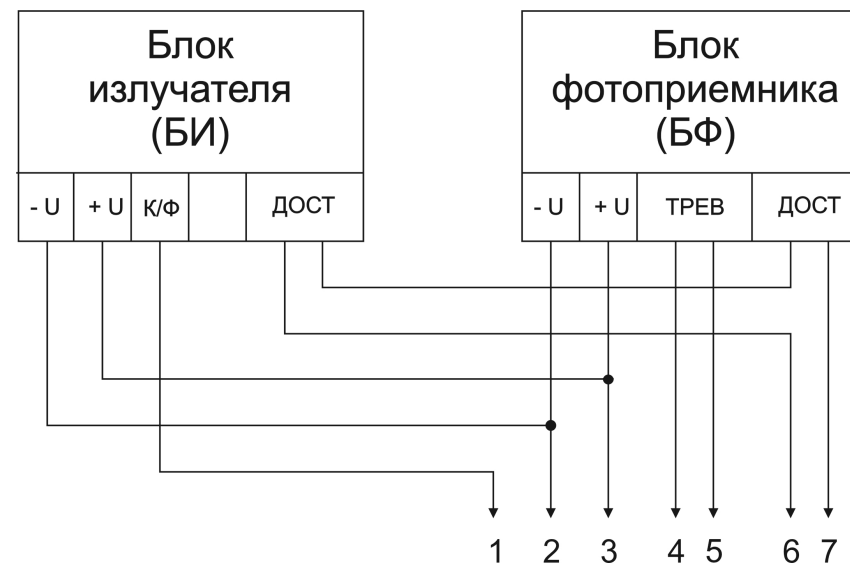 Блок
излучателя
(БИ)
- U + U К/Ф ДОСТ
Блок
фотоприемника
(БФ)
- U + U ТРЕВ ДОСТ
1 2 3 4 5 6 7